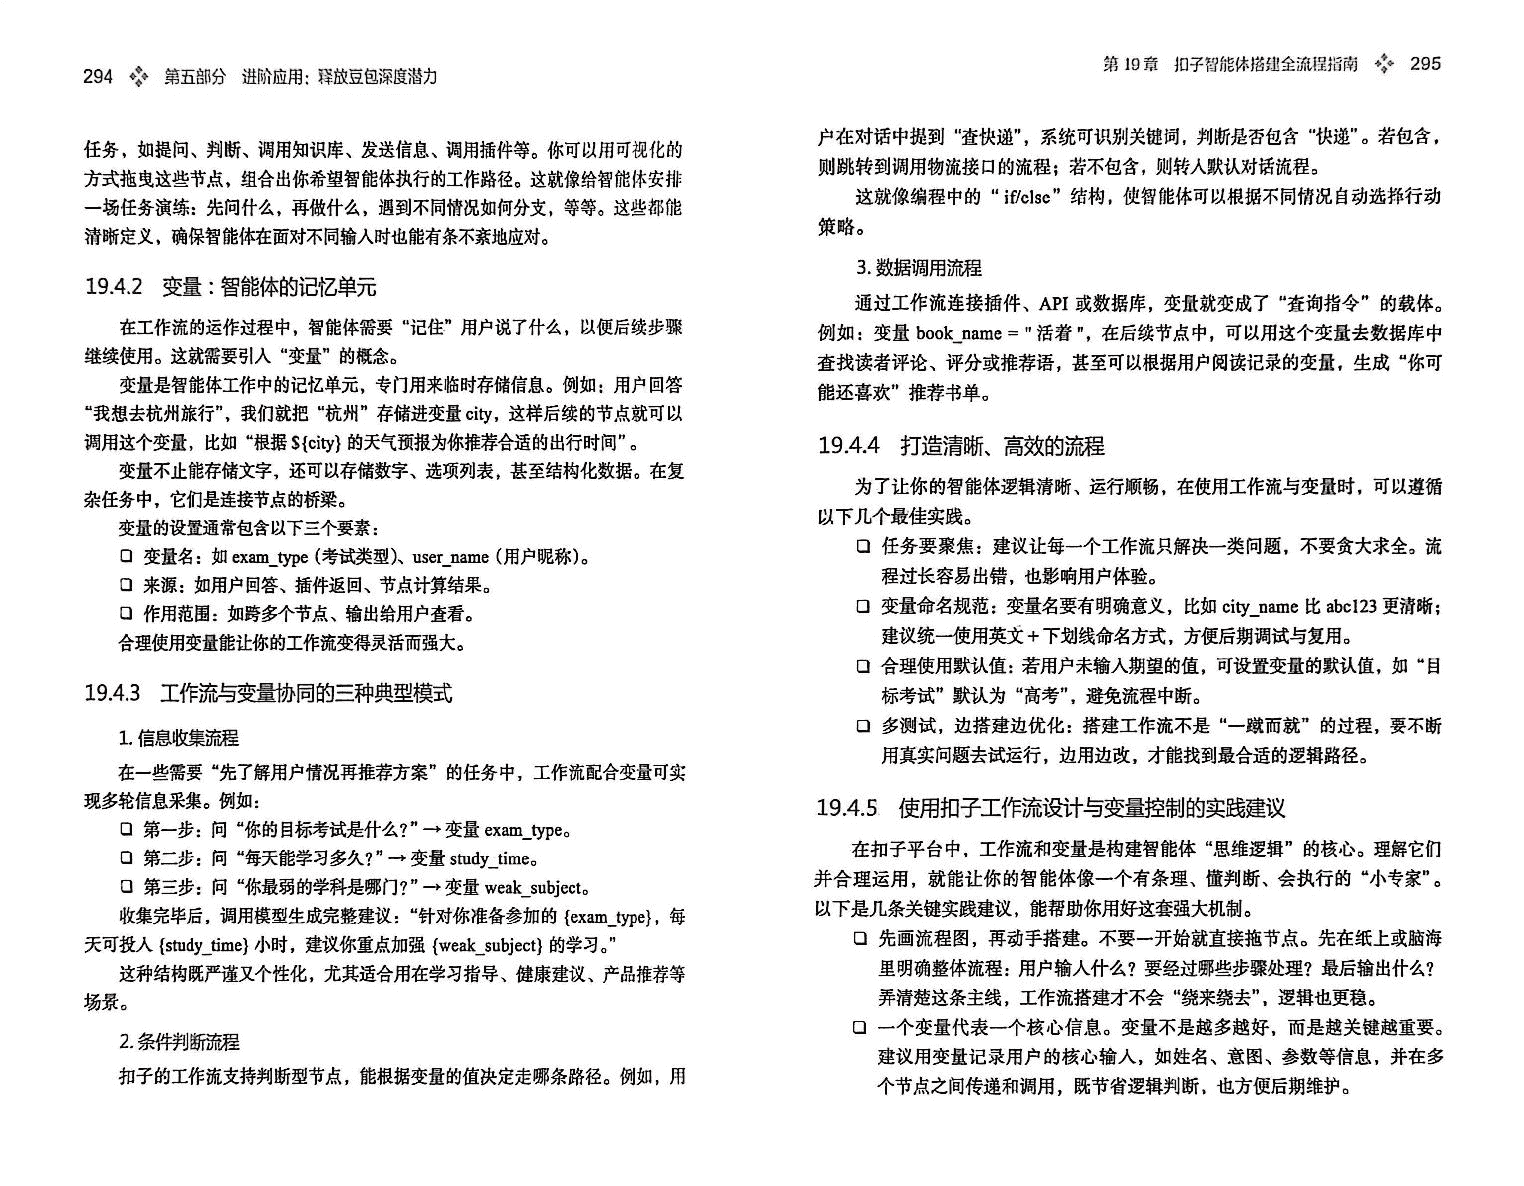 294 第五部分 进阶应用：释放豆包深度潜力
任务，如提问、判断、调用知识库、发送信息、调用插件等。你可以用可视化的
方式拖曳这些节点，组合出你希望智能体执行的工作路径。这就像给智能体安排
一场任务演练：先问什么，再做什么，遇到不同情况如何分支，等等。这些都能
清晰定义，确保智能体在面对不同输入时也能有条不紊地应对。
19.4.2 变量：智能体的记忆单元
在工作流的运作过程中，智能体需要“记住”用户说了什么，以便后续步骤
继续使用。这就需要引入“变量”的概念。
变量是智能体工作中的记忆单元，专门用来临时存储信息。例如：用户回答
“我想去杭州旅行”，我们就把“杭州”存储进变量 city，这样后续的节点就可以
调用这个变量，比如“根据 ${city} 的天气预报为你推荐合适的出行时间”。
变量不止能存储文字，还可以存储数字、选项列表，甚至结构化数据。在复
杂任务中，它们是连接节点的桥梁。
变量的设置通常包含以下三个要素：
❑ 变量名：如 exam_type（考试类型）、user_name（用户昵称）。
❑ 来源：如用户回答、插件返回、节点计算结果。
❑ 作用范围：如跨多个节点、输出给用户查看。
合理使用变量能让你的工作流变得灵活而强大。
19.4.3 工作流与变量协同的三种典型模式
1. 信息收集流程
在一些需要“先了解用户情况再推荐方案”的任务中，工作流配合变量可实
现多轮信息采集。例如：
❑ 第一步：问“你的目标考试是什么？”→变量 exam_type。
❑ 第二步：问“每天能学习多久？”→变量 study_time。
❑ 第三步：问“你最弱的学科是哪门？”→变量 weak_subject。
收集完毕后，调用模型生成完整建议：“针对你准备参加的 {exam_type}，每
天可投入 {study_time} 小时，建议你重点加强 {weak_subject} 的学习。”
这种结构既严谨又个性化，尤其适合用在学习指导、健康建议、产品推荐等
场景。
2. 条件判断流程
扣子的工作流支持判断型节点，能根据变量的值决定走哪条路径。例如，用
第 19 章 扣子智能体搭建全流程指南 295
户在对话中提到“查快递”，系统可识别关键词，判断是否包含“快递”。若包含，
则跳转到调用物流接口的流程；若不包含，则转入默认对话流程。
这就像编程中的“ if/else”结构，使智能体可以根据不同情况自动选择行动
策略。
3. 数据调用流程
通过工作流连接插件、API 或数据库，变量就变成了“查询指令”的载体。
例如：变量 book_name = " 活着 "，在后续节点中，可以用这个变量去数据库中
查找读者评论、评分或推荐语，甚至可以根据用户阅读记录的变量，生成“你可
能还喜欢”推荐书单。
19.4.4 打造清晰、高效的流程
为了让你的智能体逻辑清晰、运行顺畅，在使用工作流与变量时，可以遵循
以下几个最佳实践。
❑ 任务要聚焦：建议让每一个工作流只解决一类问题，不要贪大求全。流
程过长容易出错，也影响用户体验。
❑ 变量命名规范：变量名要有明确意义，比如 city_name 比 abc123 更清晰；
建议统一使用英文 + 下划线命名方式，方便后期调试与复用。
❑ 合理使用默认值：若用户未输入期望的值，可设置变量的默认值，如“目
标考试”默认为“高考”，避免流程中断。
❑ 多测试，边搭建边优化：搭建工作流不是“一蹴而就”的过程，要不断
用真实问题去试运行，边用边改，才能找到最合适的逻辑路径。
19.4.5 使用扣子工作流设计与变量控制的实践建议
在扣子平台中，工作流和变量是构建智能体“思维逻辑”的核心。理解它们
并合理运用，就能让你的智能体像一个有条理、懂判断、会执行的“小专家”。
以下是几条关键实践建议，能帮助你用好这套强大机制。
❑ 先画流程图，再动手搭建。不要一开始就直接拖节点。先在纸上或脑海
里明确整体流程：用户输入什么？要经过哪些步骤处理？最后输出什么？
弄清楚这条主线，工作流搭建才不会“绕来绕去”，逻辑也更稳。
❑ 一个变量代表一个核心信息。变量不是越多越好，而是越关键越重要。
建议用变量记录用户的核心输入，如姓名、意图、参数等信息，并在多
个节点之间传递和调用，既节省逻辑判断，也方便后期维护。